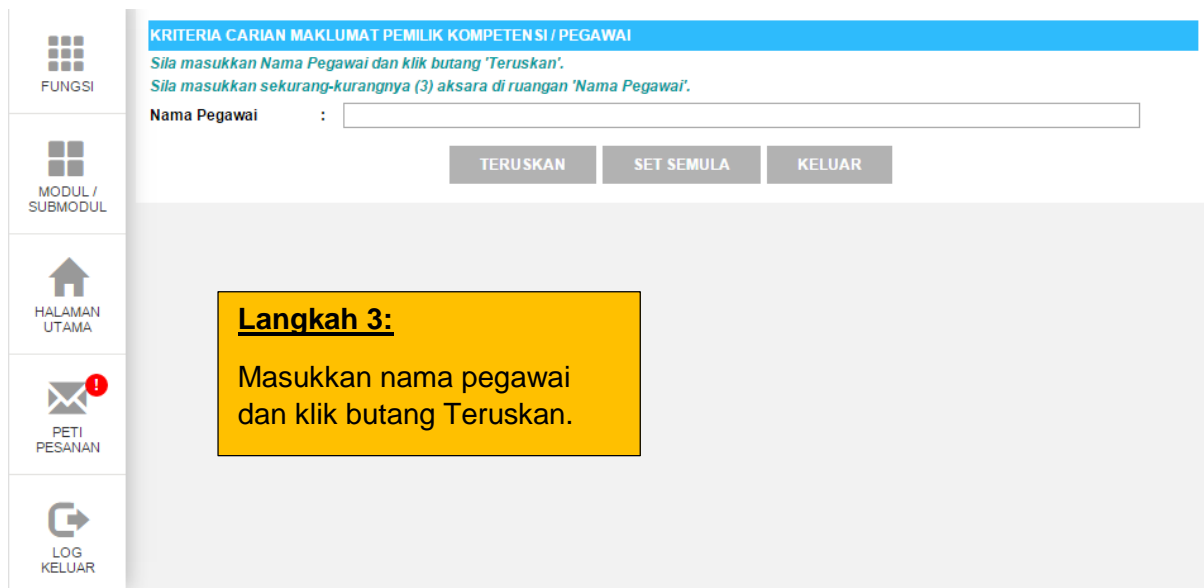 FUNGSI
MODUL /
SUBMODUL
HALAMAN
UTAMA
!
PETI
PESANAN
LOG
KELUAR
KRITERIA CARIAN MAKLUMAT PEMILIK KOMPETENSI / PEGAWAI
Sila masukkan Nama Pegawai dan klik butang 'Teruskan'.
Sila masukkan sekurang-kurangnya (3) aksara di ruangan 'Nama Pegawai'.
Nama Pegawai :
TERUSKAN SET SEMULA KELUAR
Langkah 3:
Masukkan nama pegawai
dan klik butang Teruskan.